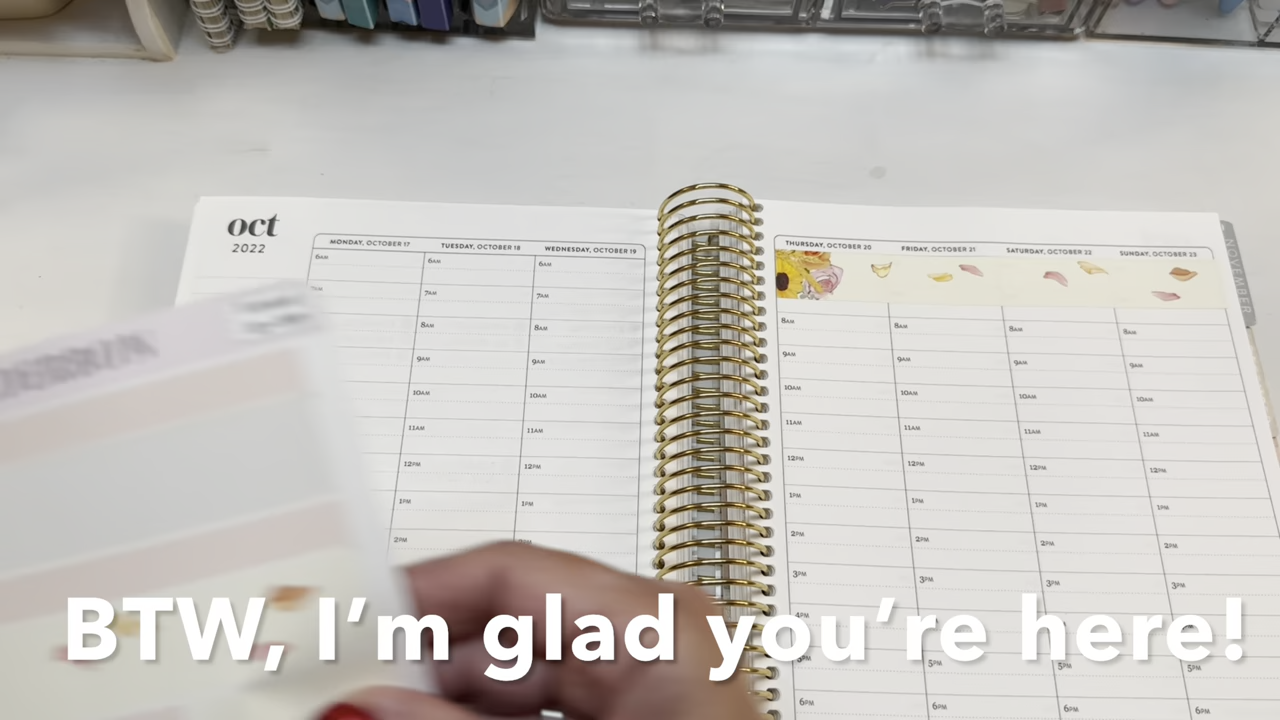 oct
2022
MONDAY, OCTOBER 17
TUESDAY, OCTOBER 18
WEDNESDAY, OCTOBER 19
6AM
6AM
6AM
7AM
7AM
7AM
8AM
8AM
9AM
9AM
10AM
10AM
11AM
11AM
12PM
12PM
1PM
1PM
2PM
THURSDAY, OCTOBER 20
FRIDAY, OCTOBER 21
SATURDAY, OCTOBER 22
SUNDAY, OCTOBER 23
8AM
8AM
8AM
8AM
9AM
9AM
9AM
9AM
10AM
10AM
10AM
10AM
11AM
11AM
11AM
11AM
12PM
12PM
12PM
12PM
1PM
1PM
1PM
1PM
2PM
2PM
2PM
2PM
3PM
3PM
3PM
3PM
4PM
5PM
5PM
5PM
6PM
6PM
6PM
6PM
NOVEMBER
BTW, I'm glad you're here!